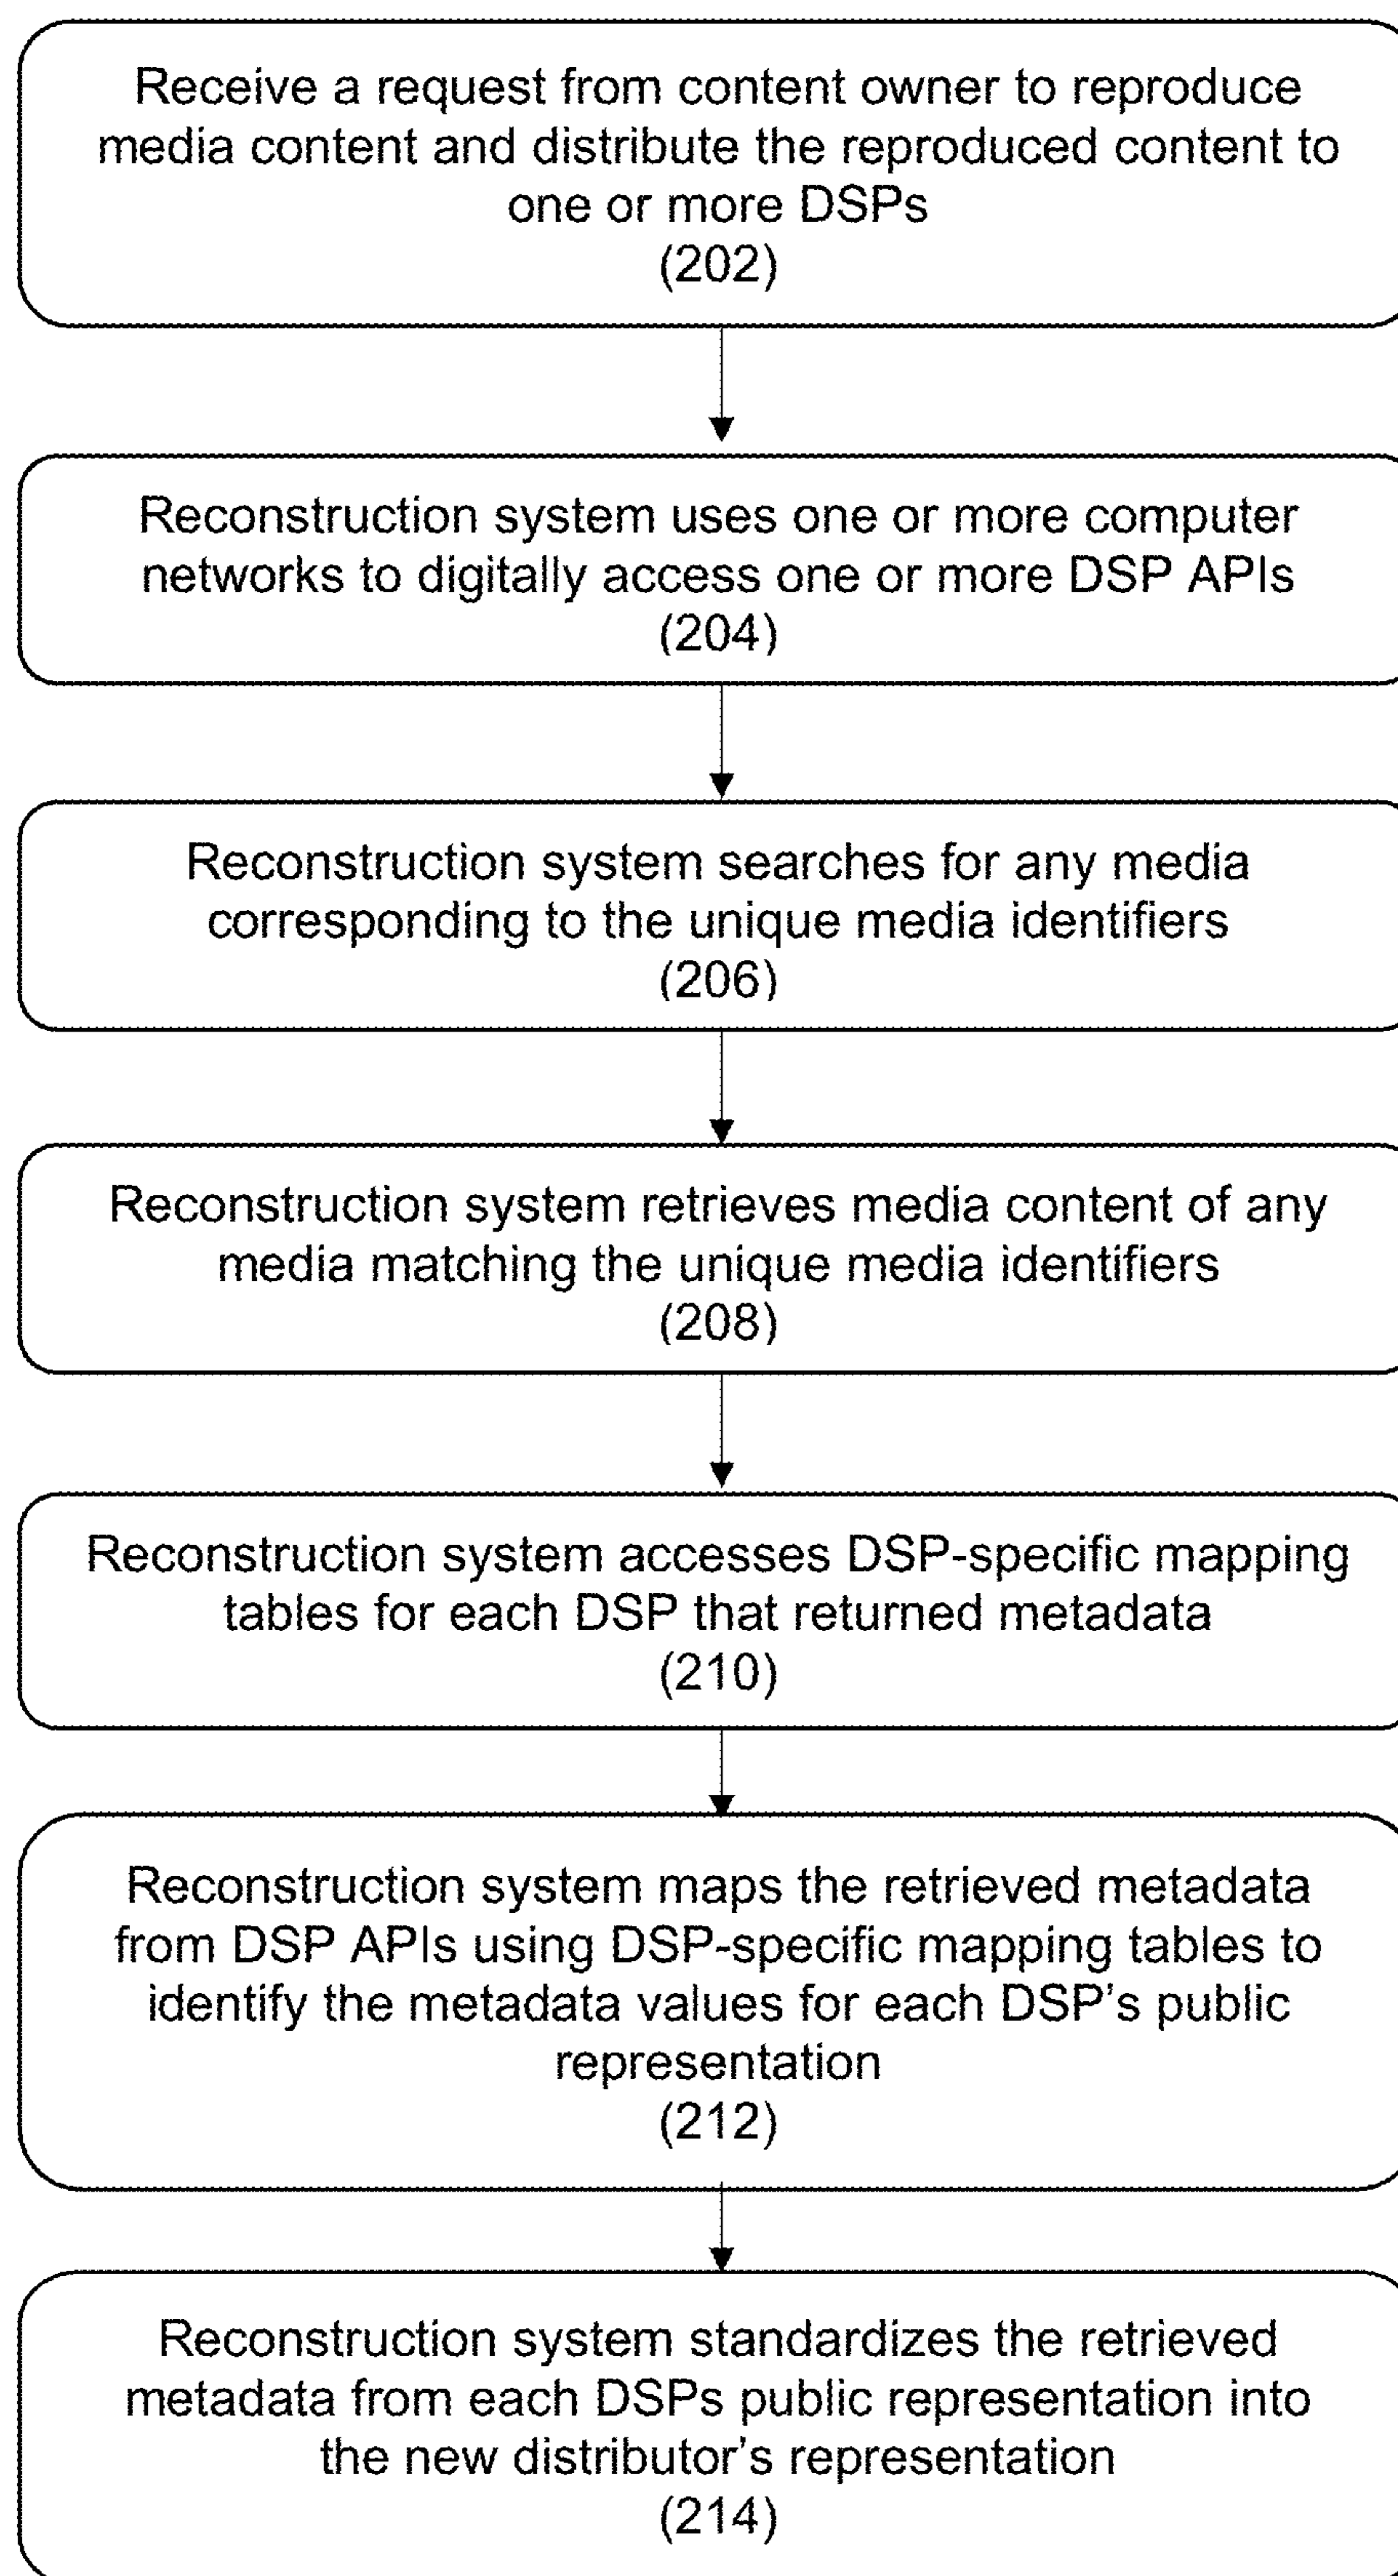 Receive a request from content owner to reproduce
media content and distribute the reproduced content to
one or more DSPs
(202)
Reconstruction system uses one or more computer
networks to digitally access one or more DSP APIs
(204)
Reconstruction system searches for any media
corresponding to the unique media identifiers
(206)
Reconstruction system retrieves media content of any
media matching the unique media identifiers
(208)
Reconstruction system accesses DSP-specific mapping
tables for each DSP that returned metadata
(210)
Reconstruction system maps the retrieved metadata
from DSP APIs using DSP-specific mapping tables to
identify the metadata values for each DSP's public
representation
(212)
Reconstruction system standardizes the retrieved
metadata from each DSPs public representation into
the new distributor's representation
(214)